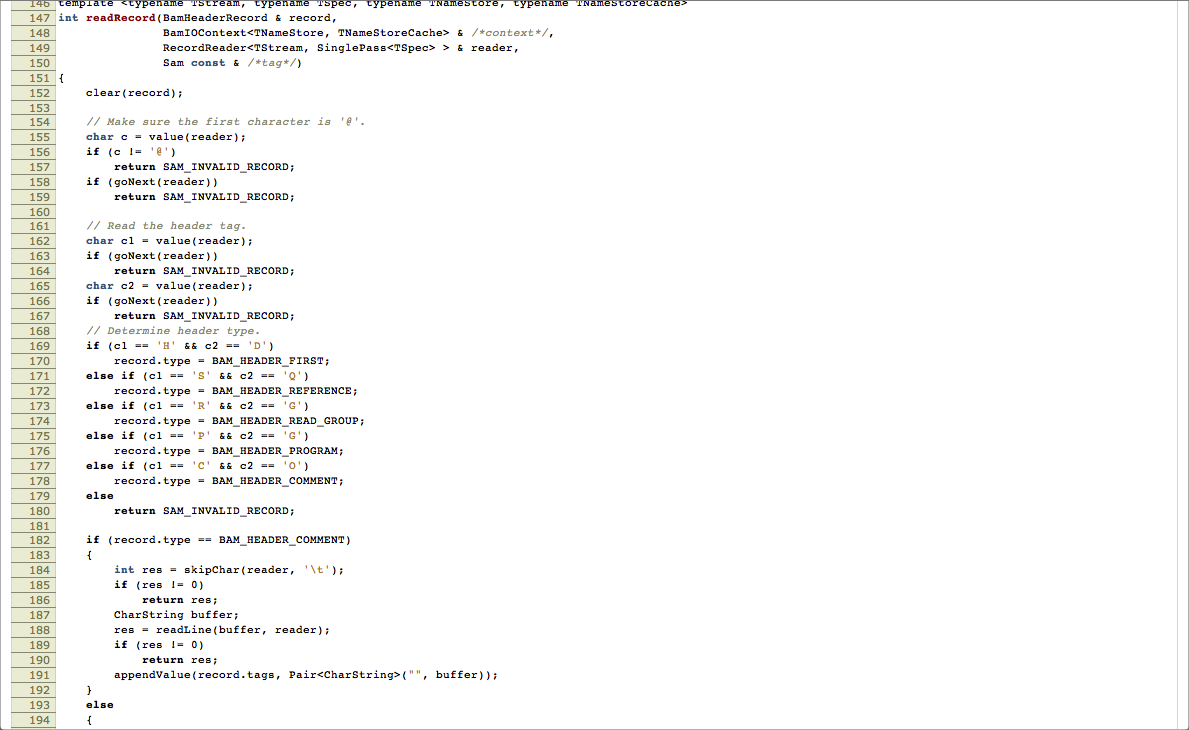 146 template <typename TStream, typename TSpec, typename TNameStore, typename TNameStoreCache>
147 int readRecord(BamHeaderRecord & record,
148                BamIOContext<TNameStore, TNameStoreCache> & /*context*/,
149                RecordReader<TStream, SinglePass<TSpec> > & reader,
150                Sam const & /*tag*/)
151 {
152     clear(record);
153
154     // Make sure the first character is '@'.
155     char c = value(reader);
156     if (c != '@')
157         return SAM_INVALID_RECORD;
158     if (goNext(reader))
159         return SAM_INVALID_RECORD;
160
161     // Read the header tag.
162     char c1 = value(reader);
163     if (goNext(reader))
164         return SAM_INVALID_RECORD;
165     char c2 = value(reader);
166     if (goNext(reader))
167         return SAM_INVALID_RECORD;
168     // Determine header type.
169     if (c1 == 'H' && c2 == 'D')
170         record.type = BAM_HEADER_FIRST;
171     else if (c1 == 'S' && c2 == 'Q')
172         record.type = BAM_HEADER_REFERENCE;
173     else if (c1 == 'R' && c2 == 'G')
174         record.type = BAM_HEADER_READ_GROUP;
175     else if (c1 == 'P' && c2 == 'G')
176         record.type = BAM_HEADER_PROGRAM;
177     else if (c1 == 'C' && c2 == 'O')
178         record.type = BAM_HEADER_COMMENT;
179     else
180         return SAM_INVALID_RECORD;
181
182     if (record.type == BAM_HEADER_COMMENT)
183     {
184         int res = skipChar(reader, '\t');
185         if (res != 0)
186             return res;
187         CharString buffer;
188         res = readLine(buffer, reader);
189         if (res != 0)
190             return res;
191         appendValue(record.tags, Pair<CharString>("", buffer));
192     }
193     else
194     {